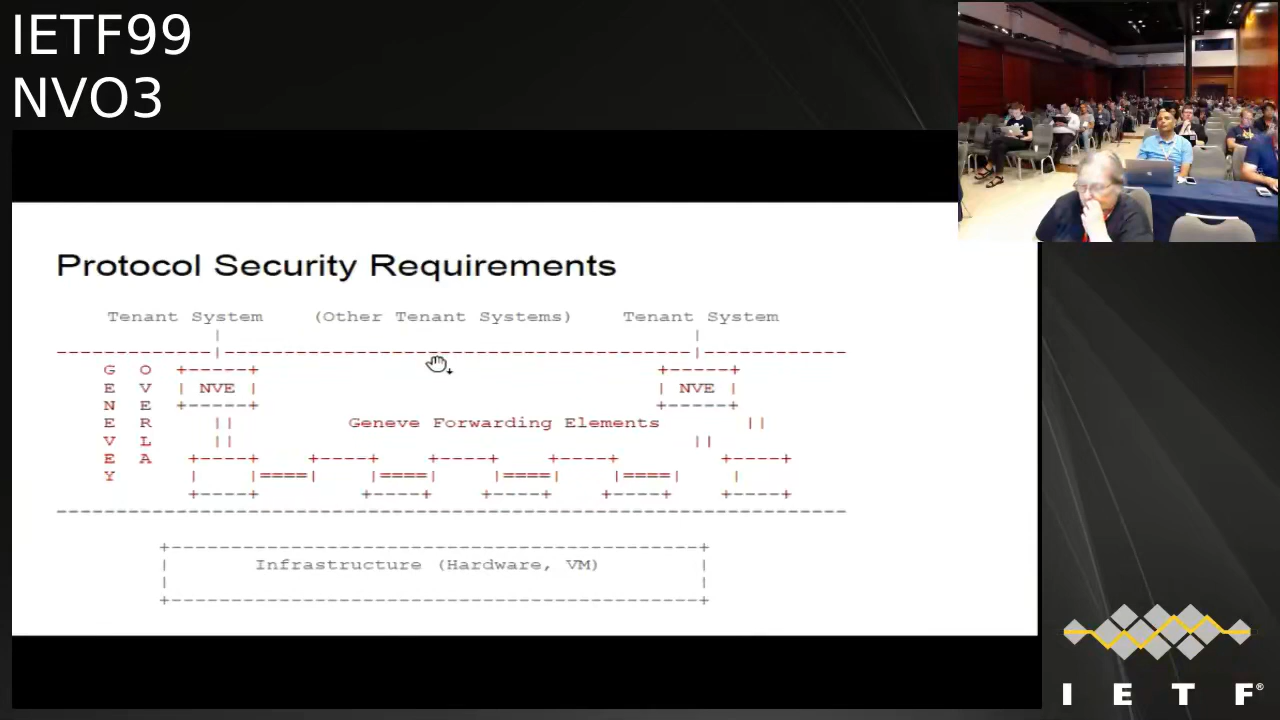 IETF99
NVO3
Protocol Security Requirements
Tenant System (Other Tenant Systems) Tenant System
| |
-------------|---------------------------------------|------------
G O +-----+ +-----+
E V | NVE | | NVE |
N E +-----+ +-----+
E R || Geneve Forwarding Elements ||
V L || ||
E A +----+ +----+ +----+ +----+ +----+
Y | |====| |====| |====| |====| |
+----+ +----+ +----+ +----+ +----+
------------------------------------------------------------------
+---------------------------------------------+
| Infrastructure (Hardware, VM) |
| |
+---------------------------------------------+
I E T F®